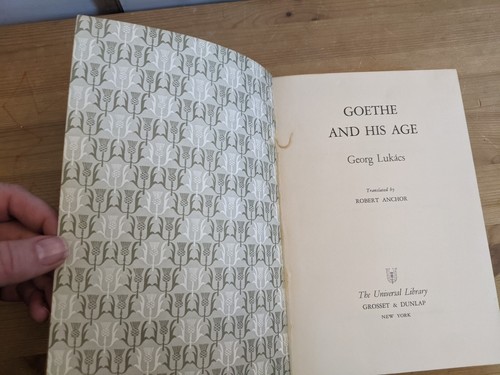 GOETHE
AND HIS AGE
Georg Lukács
Translated by
ROBERT ANCHOR
The Universal Library
GROSSET & DUNLAP
NEW YORK